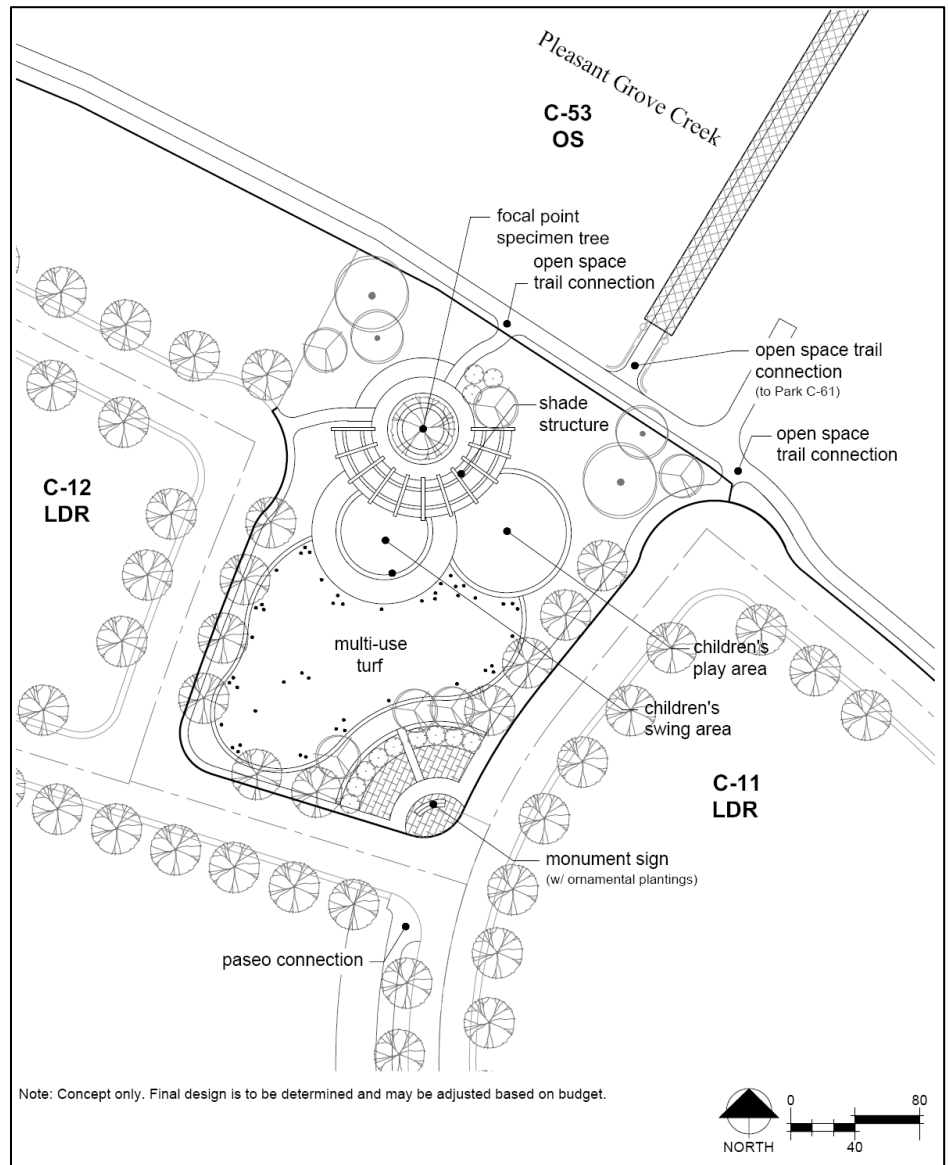 Pleasant Grove Creek
C-53
OS
focal point
specimen tree
open space
trail connection
open space trail
connection
(to Park C-61)
shade
structure
open space
trail connection
C-12
LDR
multi-use
turf
children's
play area
children's
swing area
C-11
LDR
monument sign
(w/ ornamental plantings)
paseo connection
Note: Concept only. Final design is to be determined and may be adjusted based on budget.
NORTH
0
80
40